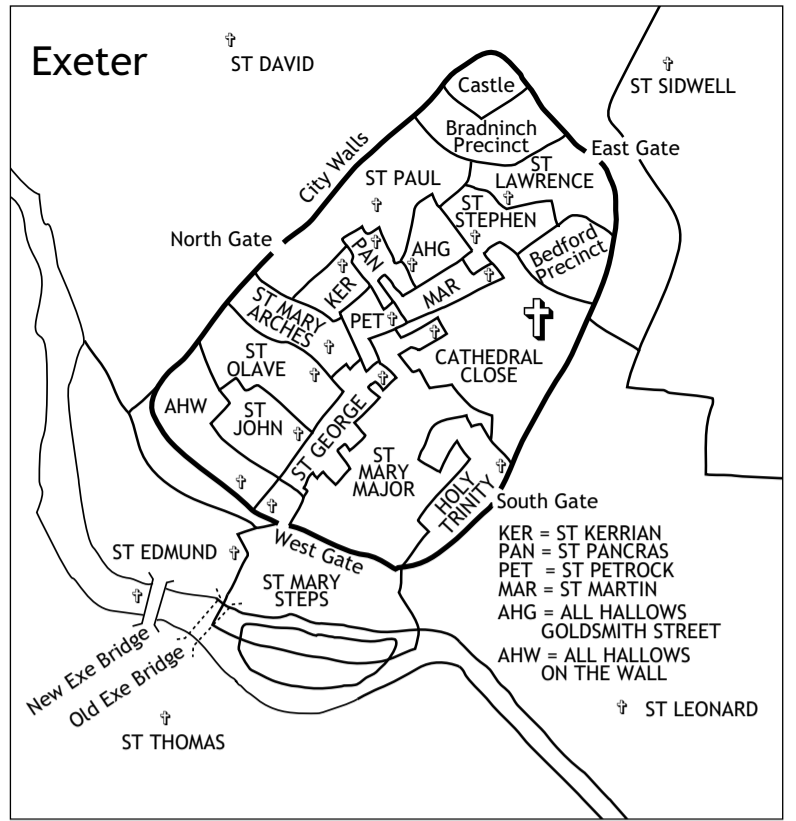 Exeter
ST DAVID
ST SIDWELL
Castle
Bradninch
Precinct
City Walls
East Gate
ST PAUL
ST
LAWRENCE
ST
STEPHEN
North Gate
PAN
AHG
Bedford
Precinct
KER
MAR
ST MARY
ARCHES
PET
ST
OLAVE
CATHEDRAL
CLOSE
AHW
ST
JOHN
ST GEORGE
ST
MARY
MAJOR
HOLY
TRINITY
South Gate
West Gate
ST EDMUND
ST MARY
STEPS
KER = ST KERRIAN
PAN = ST PANCRAS
PET = ST PETROCK
MAR = ST MARTIN
AHG = ALL HALLOWS
GOLDSMITH STREET
AHW = ALL HALLOWS
ON THE WALL
New Exe Bridge
Old Exe Bridge
ST THOMAS
ST LEONARD